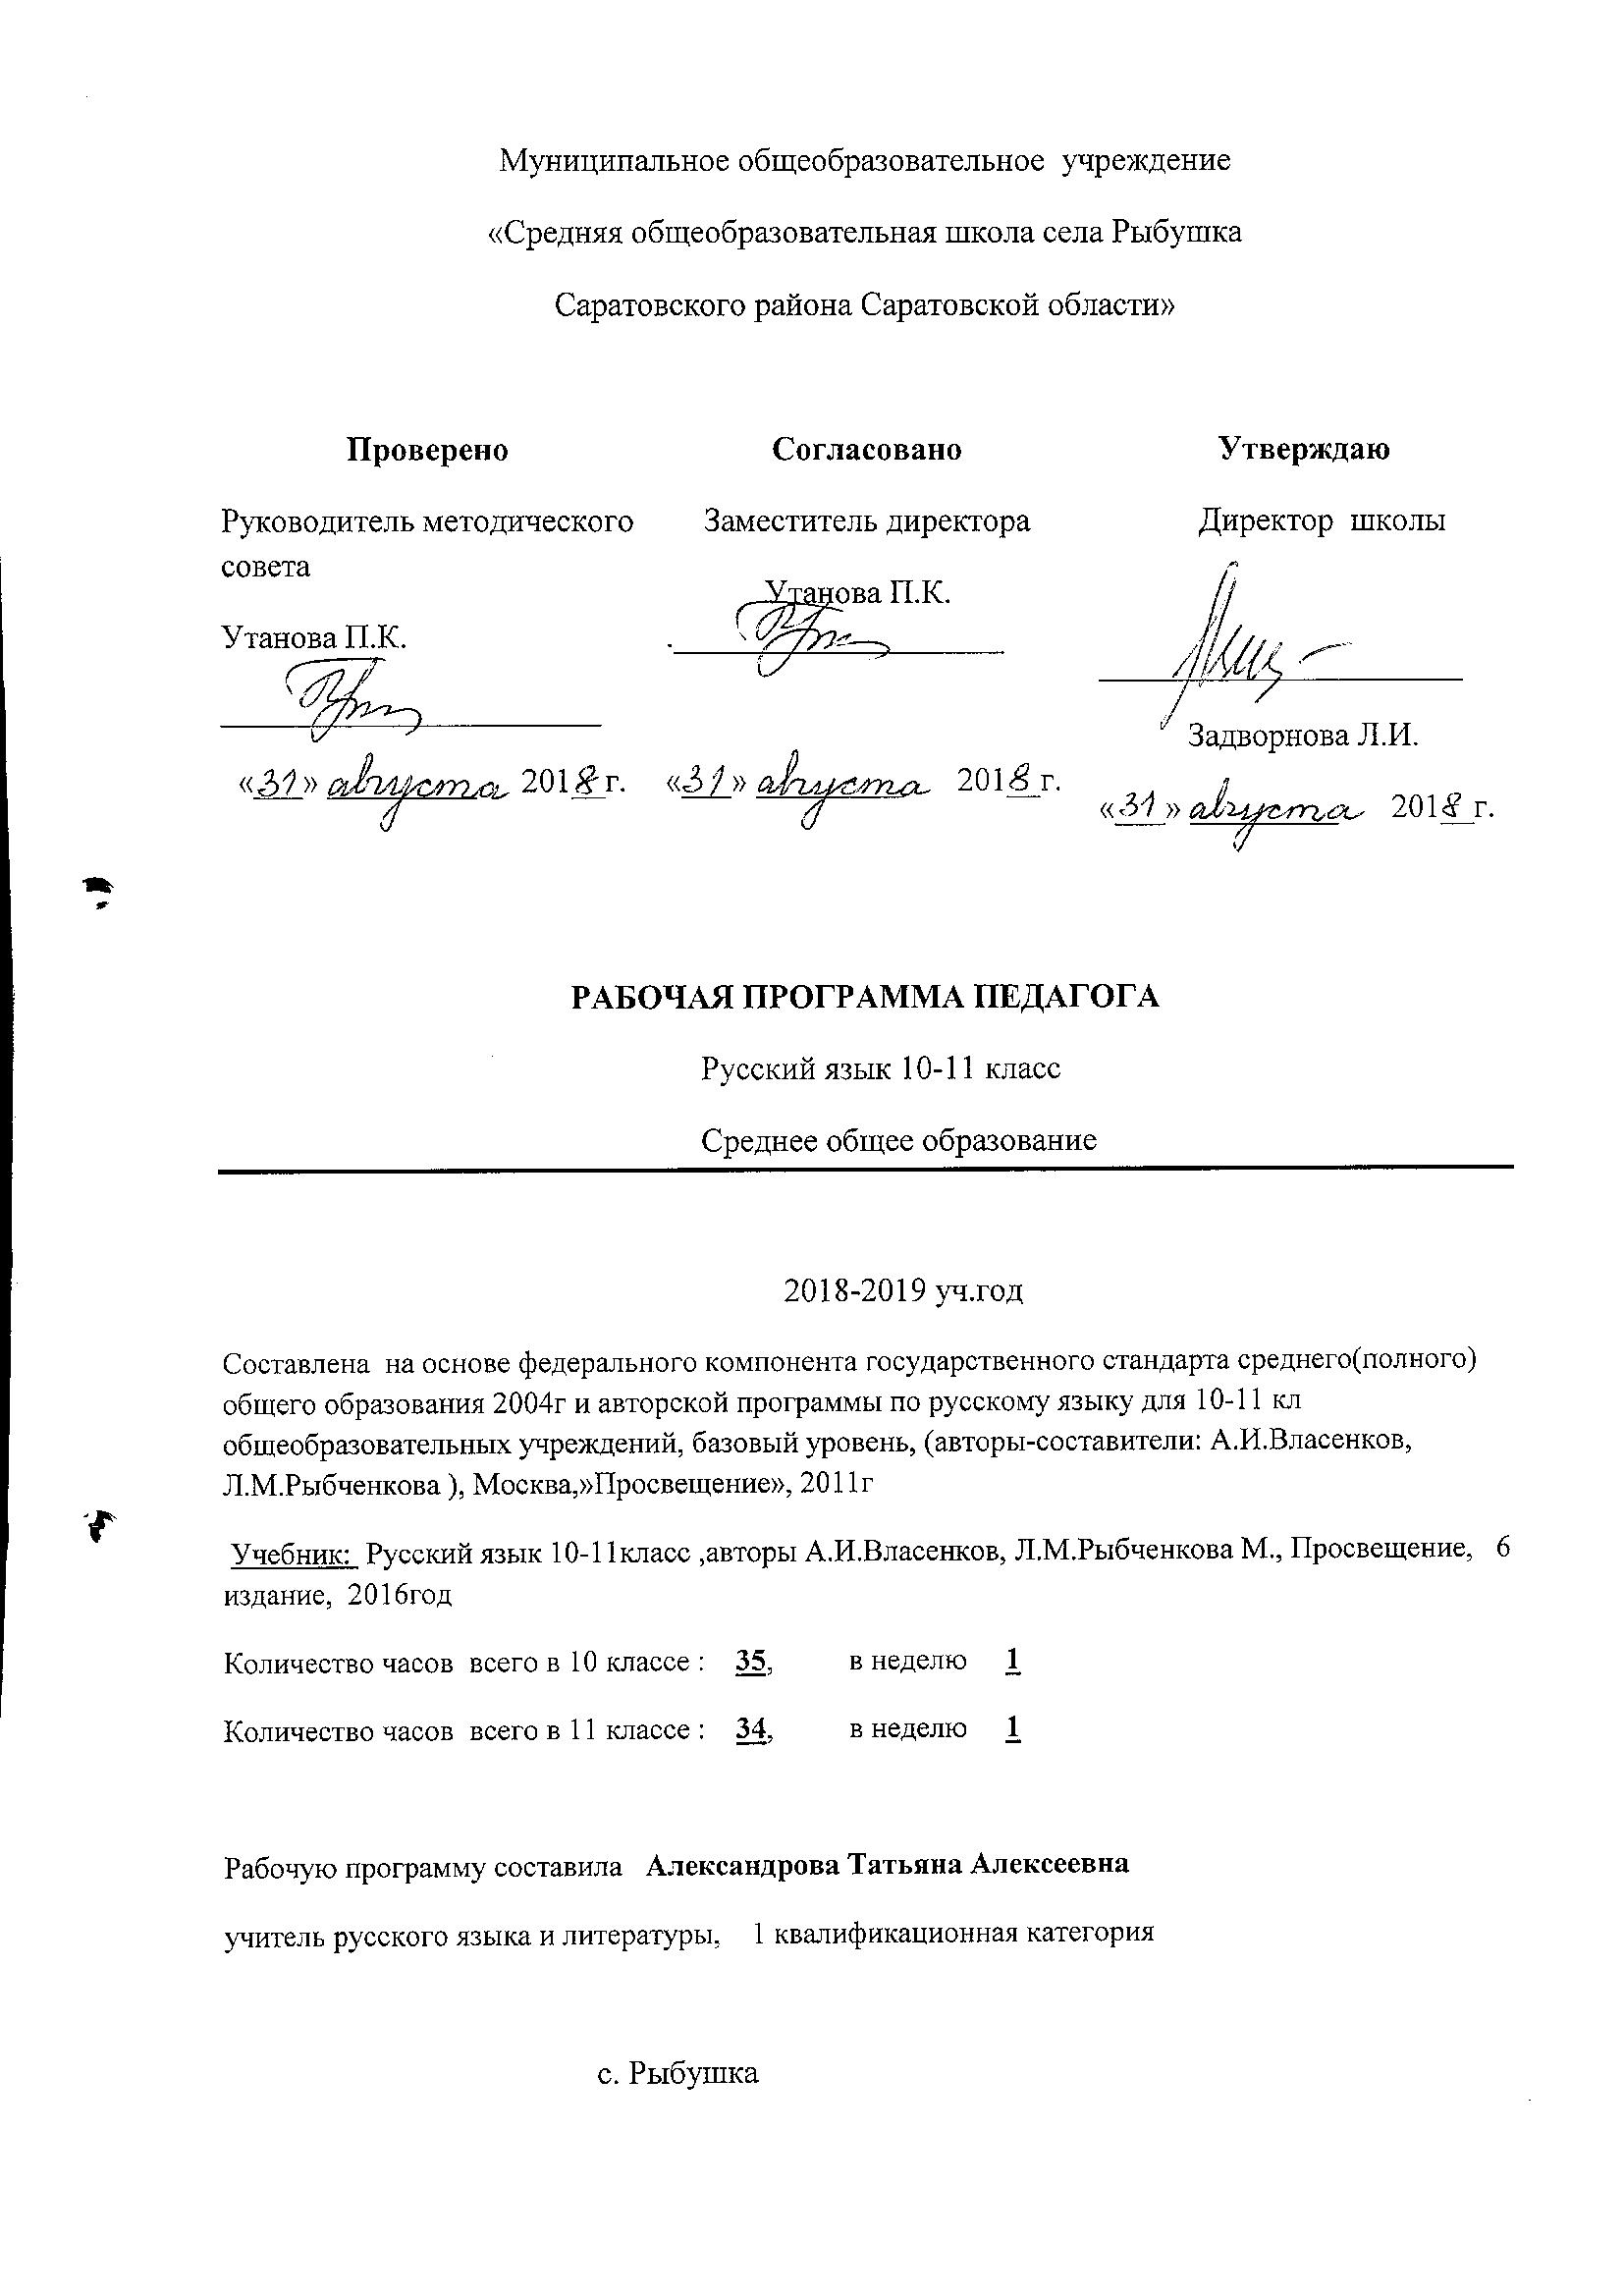 Муниципальное общеобразовательное учреждение
«Средняя общеобразовательная школа села Рыбушка
Саратовского района Саратовской области»
Проверено
Руководитель методического
совета
Утанова П.К.
«31» августа 2018 г.
Согласовано
Заместитель директора
Утанова П.К.
«31» августа 2018 г.
Утверждаю
Директор школы
Задворнова Л.И.
«31» августа 2018 г.
РАБОЧАЯ ПРОГРАММА ПЕДАГОГА
Русский язык 10-11 класс
Среднее общее образование
2018-2019 уч.год
Составлена на основе федерального компонента государственного стандарта среднего(полного)
общего образования 2004г и авторской программы по русскому языку для 10-11 кл
общеобразовательных учреждений, базовый уровень, (авторы-составители: А.И.Власенков,
Л.М.Рыбченкова ), Москва,»Просвещение», 2011г
Учебник: Русский язык 10-11класс ,авторы А.И.Власенков, Л.М.Рыбченкова М., Просвещение, 6
издание, 2016год
Количество часов всего в 10 классе : 35, в неделю 1
Количество часов всего в 11 классе : 34, в неделю 1
Рабочую программу составила Александрова Татьяна Алексеевна
учитель русского языка и литературы, 1 квалификационная категория
с. Рыбушка